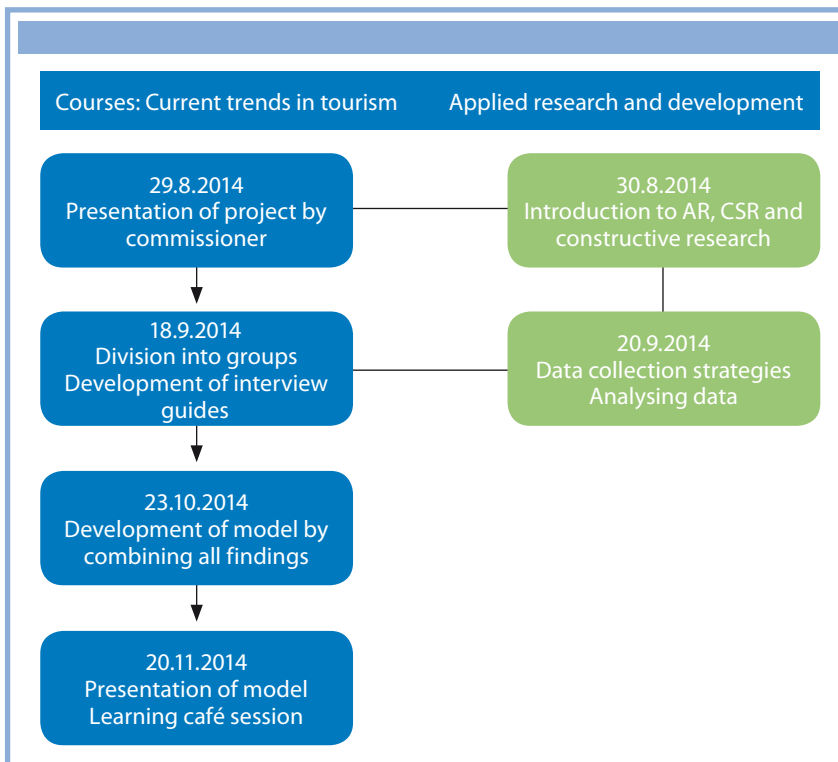 Courses: Current trends in tourism
Applied research and development
29.8.2014
Presentation of project by
commissioner
30.8.2014
Introduction to AR, CSR and
constructive research
18.9.2014
Division into groups
Development of interview
guides
20.9.2014
Data collection strategies
Analysing data
23.10.2014
Development of model by
combining all findings
20.11.2014
Presentation of model
Learning café session